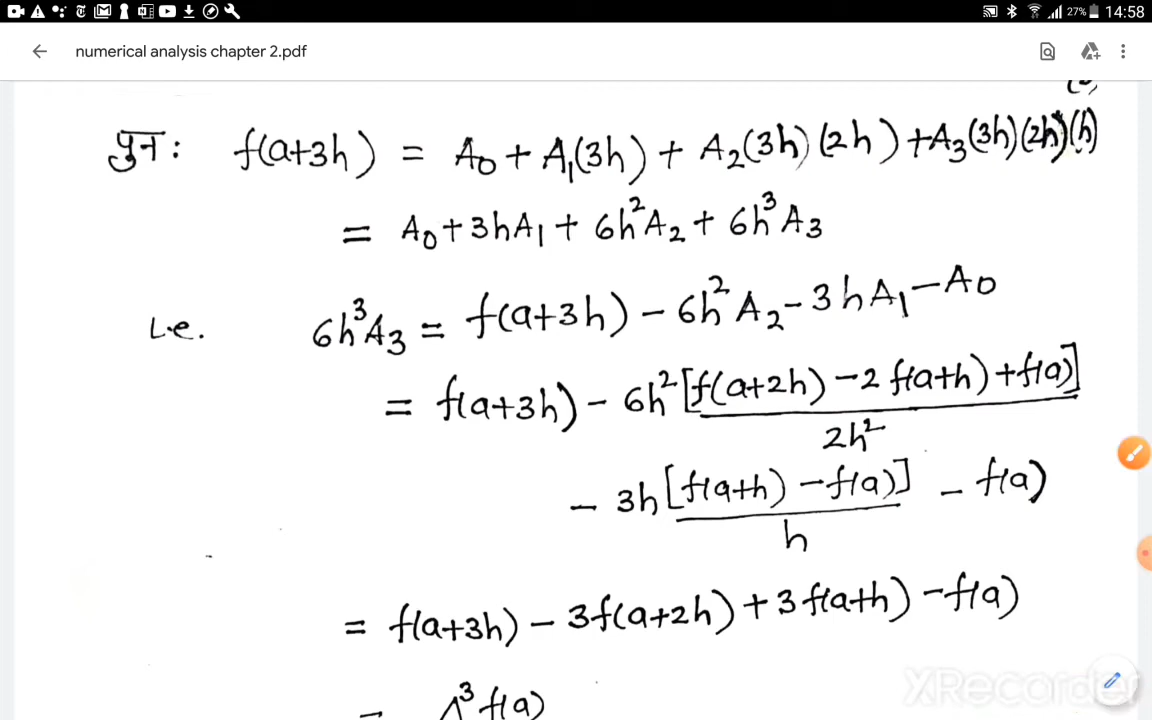 27% 14:58
numerical analysis chapter 2.pdf
पुन: f(a+3h) = A₀ + A₁(3h) + A₂(3h)(2h) + A₃(3h)(2h)(h)
= A₀ + 3hA₁ + 6h²A₂ + 6h³A₃
i.e. 6h³A₃ = f(a+3h) - 6h²A₂ - 3hA₁ - A₀
= f(a+3h) - 6h² [f(a+2h) - 2f(a+h) + f(a)]
2h²
- 3h [f(a+h) - f(a)] - f(a)
h
= f(a+3h) - 3f(a+2h) + 3f(a+h) - f(a)
= Δ³f(a)
XRecorder